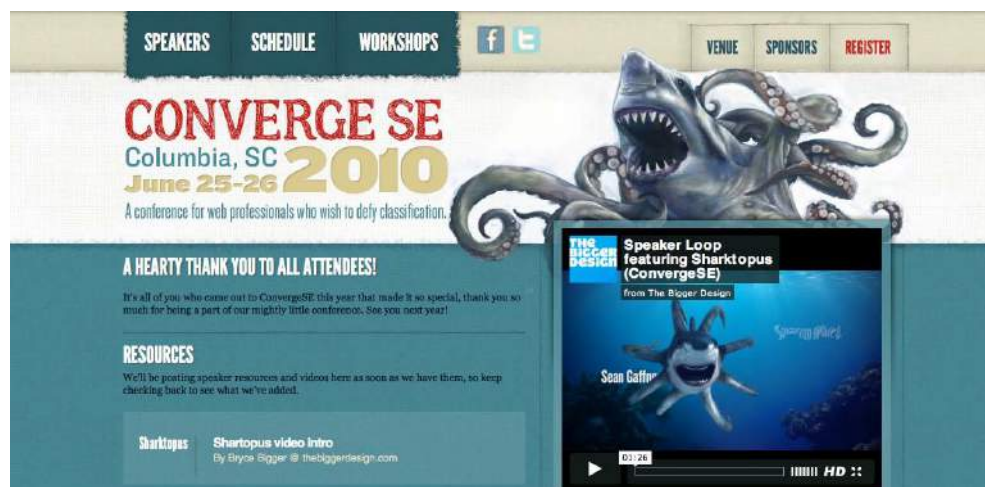 SPEAKERS SCHEDULE WORKSHOPS f t VENUE SPONSORS REGISTER
CONVERGE SE
Columbia, SC
June 25-26 2010
A conference for web professionals who wish to defy classification.
A HEARTY THANK YOU TO ALL ATTENDEES!
It's all of you who came out to ConvergeSE this year that made it so special, thank you so
much for being a part of our mightly little conference. See you next year!
RESOURCES
We'll be posting speaker resources and videos here as soon as we have them, so keep
checking back to see what we've added.
Sharktopus
Shartopus video intro
By Bryce Bigger @ thebiggerdesign.com
THE
BIGGER
DESIGN
Speaker Loop
featuring Sharktopus
(ConvergeSE)
from The Bigger Design
Sean
01:26
HD